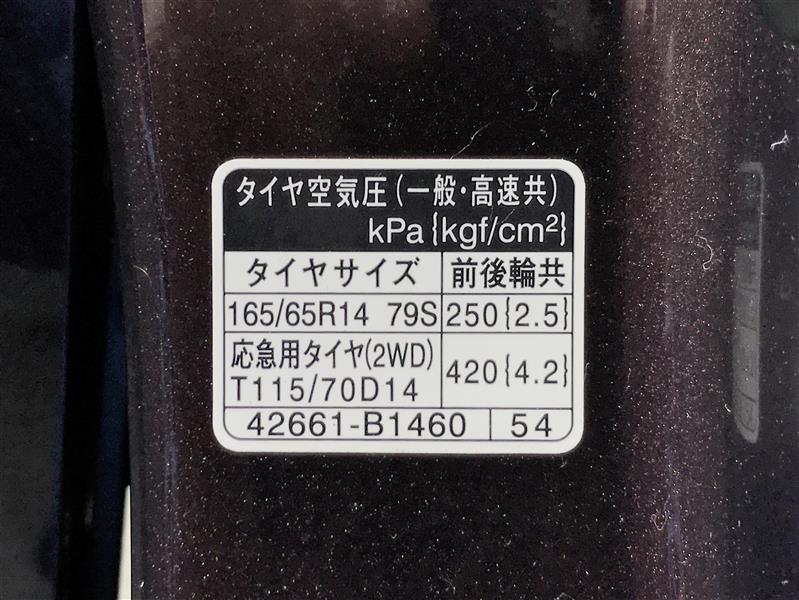 タイヤ空気圧(一般・高速共)
kPa{kgf/cm²}
タイヤサイズ 前後輪共
165/65R14 79S 250{2.5}
応急用タイヤ(2WD)
T115/70D14 420{4.2}
42661-B1460 54